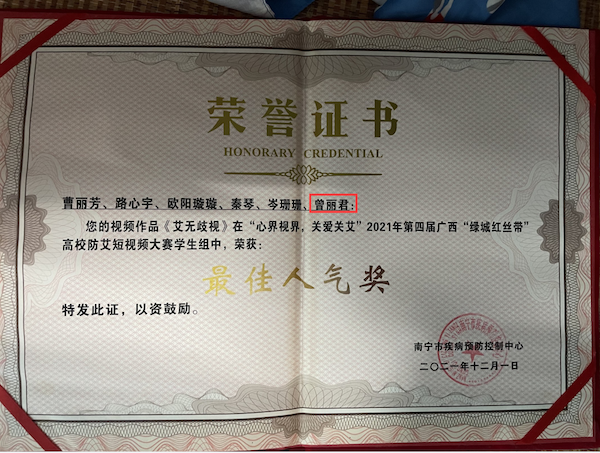 荣誉证书
HONORARY CREDENTIAL
曹丽芳、路心宇、欧阳璇璇、秦琴、岑珊珊、曾丽君：
您的视频作品《艾无歧视》在“心界视界，关爱关艾”2021年第四届广西“绿城红丝带”
高校防艾短视频大赛学生组中，荣获：
最佳人气奖
特发此证，以资鼓励。
南宁市疾病预防控制中心
二〇二一年十二月一日